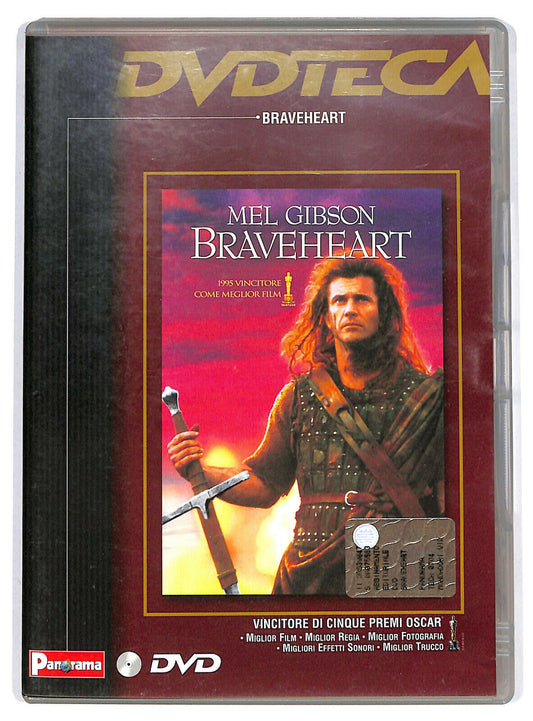 DVDTECA
• BRAVEHEART
MEL GIBSON
BRAVEHEART
1995 VINCITORE
COME MEGLIOR FILM
VINCITORE DI CINQUE PREMI OSCAR
• MIGLIOR FILM • MIGLIOR REGIA • MIGLIOR FOTOGRAFIA
• MIGLIORI EFFETTI SONORI • MIGLIOR TRUCCO
Panorama
DVD